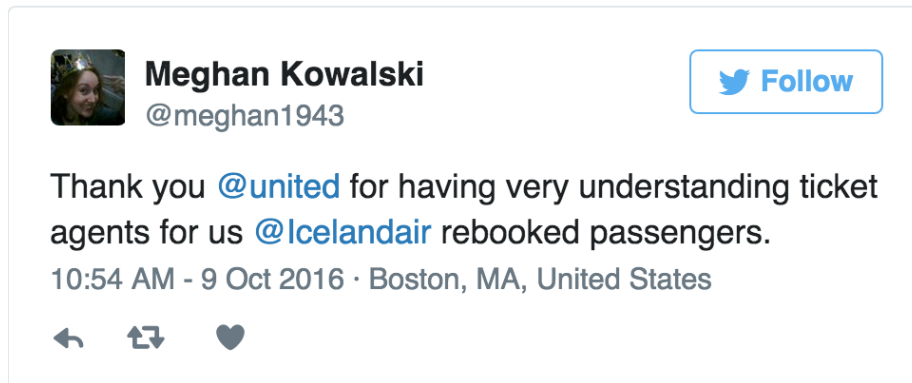 Meghan Kowalski
@meghan1943
Follow
Thank you @united for having very understanding ticket
agents for us @Icelandair rebooked passengers.
10:54 AM - 9 Oct 2016 · Boston, MA, United States